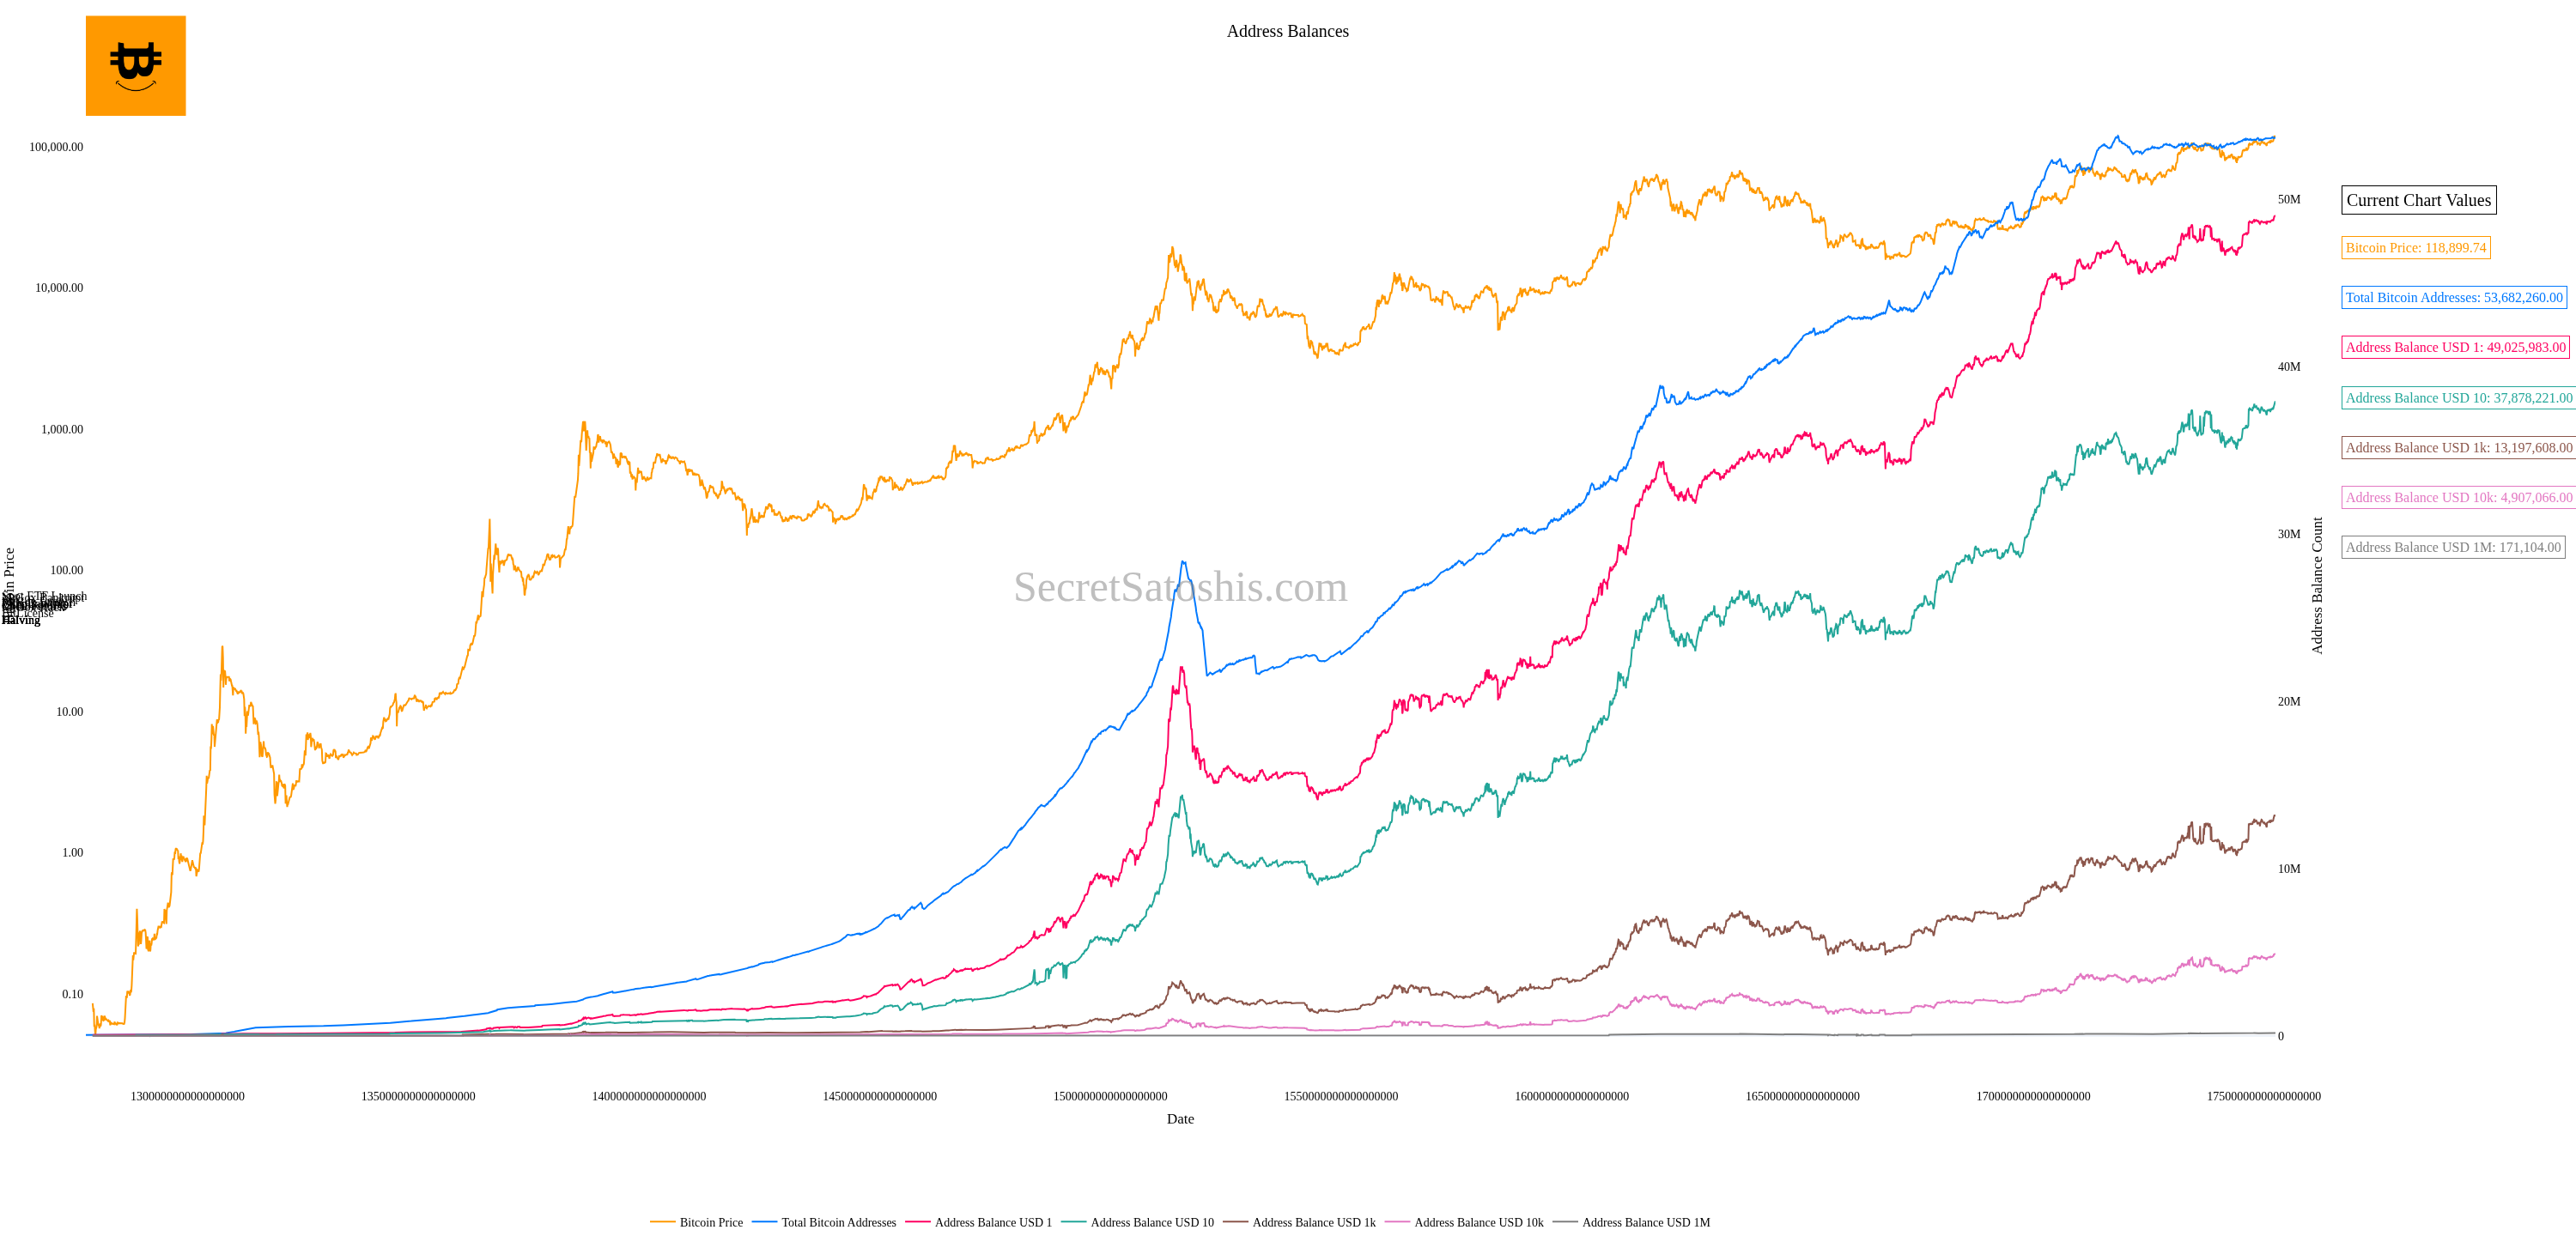 Address Balances
100,000.00
10,000.00
1,000.00
100.00
10.00
1.00
0.10
Spot ETF Launch
Halving
50M
40M
30M
20M
10M
0
Address Balance Count
SecretSatoshis.com
Current Chart Values
Bitcoin Price: 118,899.74
Total Bitcoin Addresses: 53,682,260.00
Address Balance USD 1: 49,025,983.00
Address Balance USD 10: 37,878,221.00
Address Balance USD 1k: 13,197,608.00
Address Balance USD 10k: 4,907,066.00
Address Balance USD 1M: 171,104.00
1300000000000000000
1350000000000000000
1400000000000000000
1450000000000000000
1500000000000000000
1550000000000000000
1600000000000000000
1650000000000000000
1700000000000000000
1750000000000000000
Date
Bitcoin Price
Total Bitcoin Addresses
Address Balance USD 1
Address Balance USD 10
Address Balance USD 1k
Address Balance USD 10k
Address Balance USD 1M